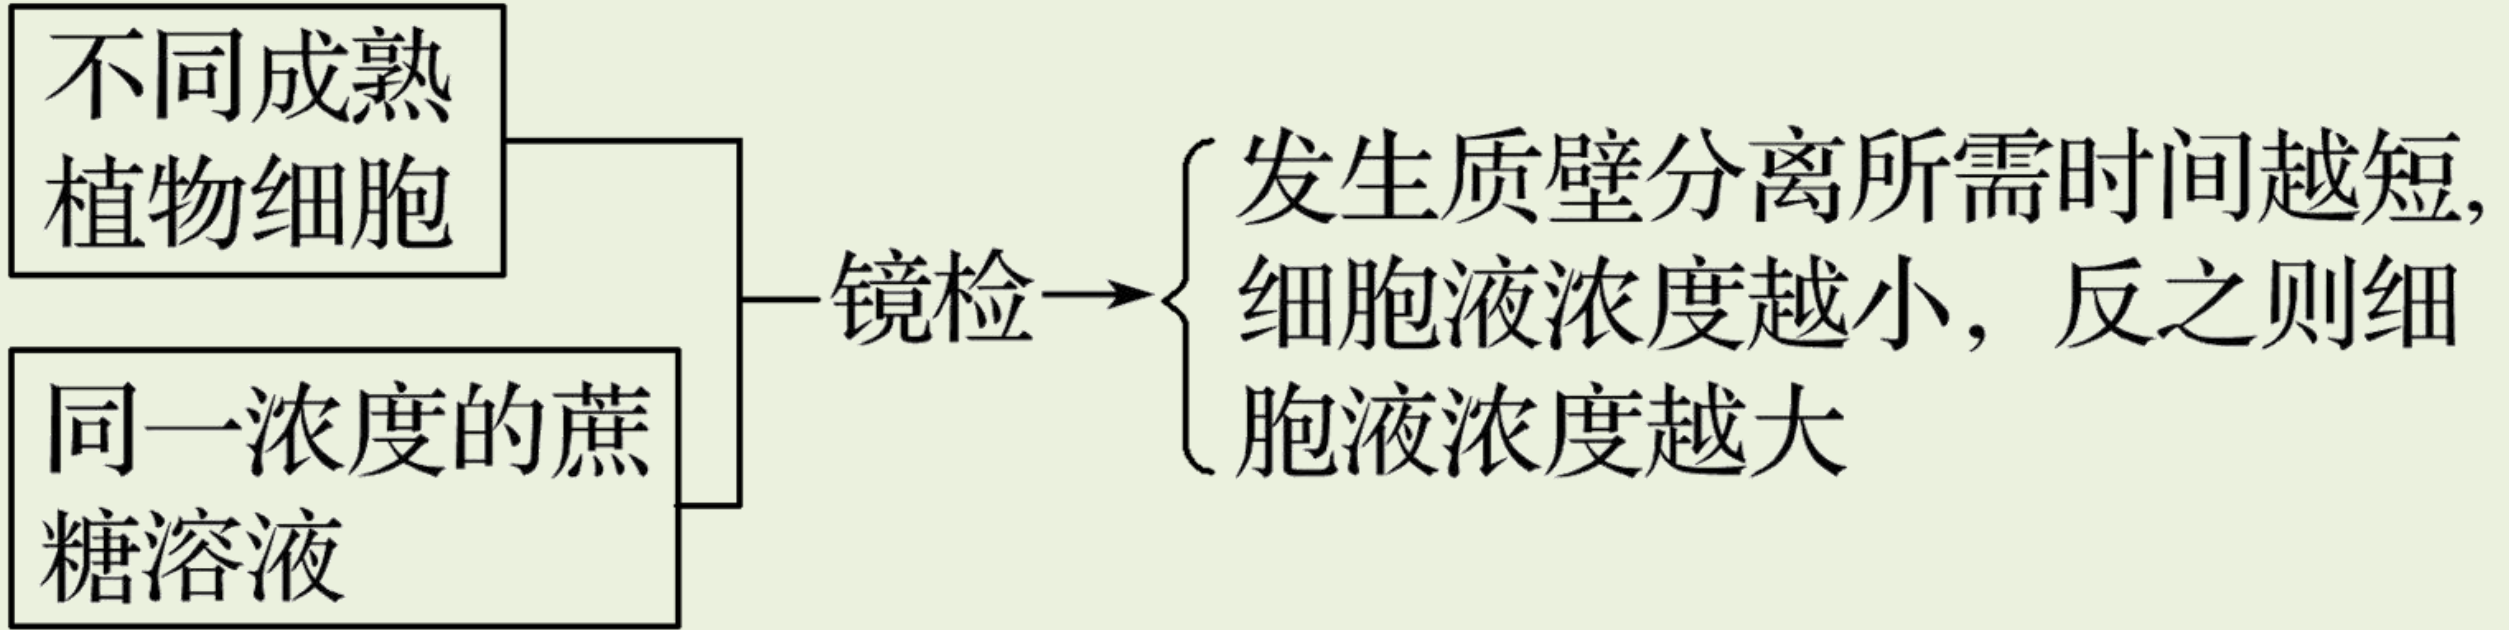 不同成熟
植物细胞
同一浓度的蔗
糖溶液
镜检
发生质壁分离所需时间越短,
细胞液浓度越小，反之则细
胞液浓度越大